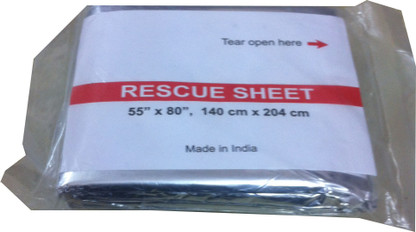 Tear open here
RESCUE SHEET
55” x 80”, 140 cm x 204 cm
Made in India